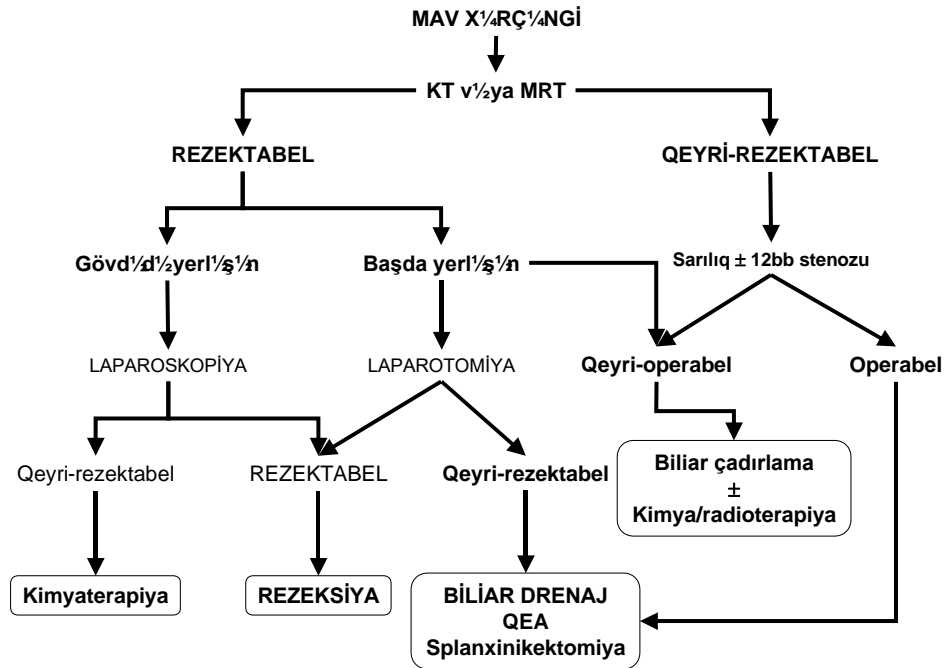 MAV X¼RÇ¼NGİ
KT v½ya MRT
REZEKTABEL
QEYRİ-REZEKTABEL
Gövd½d½yerl½ş½n
Başda yerl½ş½n
Sarılıq ± 12bb stenozu
LAPAROSKOPİYA
LAPAROTOMİYA
Qeyri-operabel
Operabel
Qeyri-rezektabel
REZEKTABEL
Qeyri-rezektabel
Biliar çadırlama
±
Kimya/radioterapiya
Kimyaterapiya
REZEKSİYA
BİLİAR DRENAJ
QEA
Splanxinikektomiya